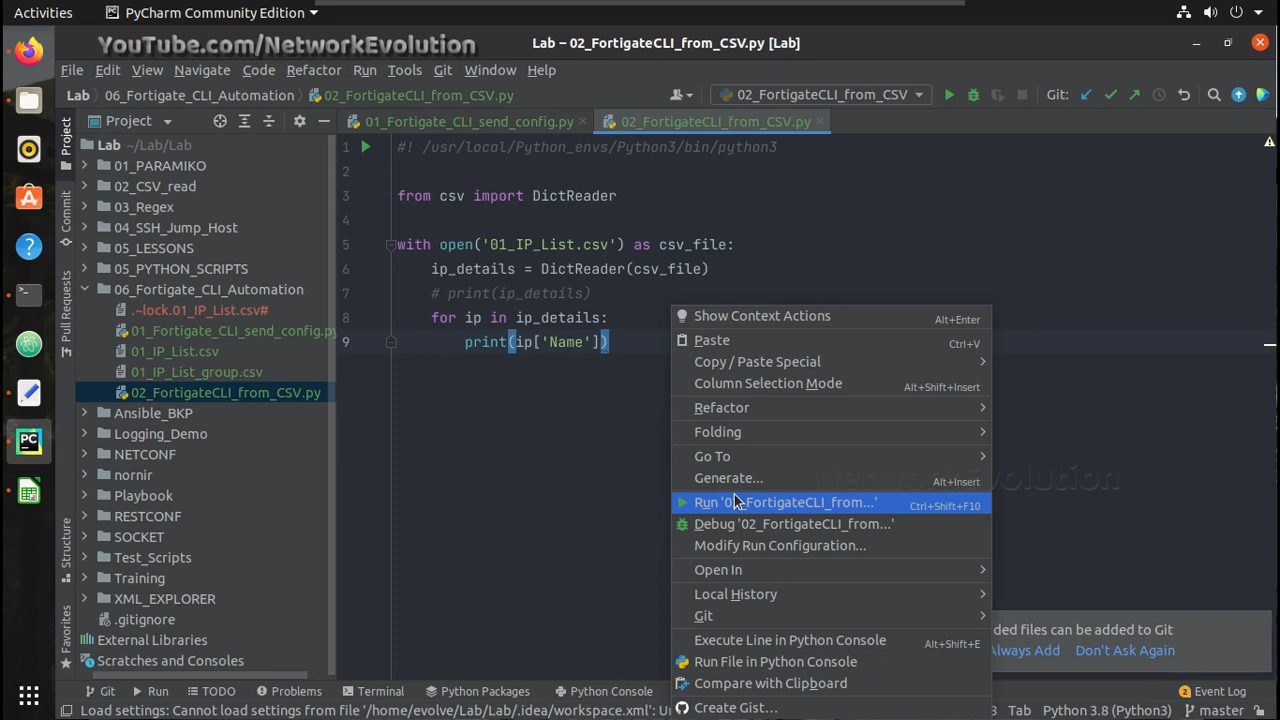 Activities
PyCharm Community Edition
YouTube.com/NetworkEvolution
Lab – 02_FortigateCLI_from_CSV.py [Lab]
File Edit View Navigate Code Refactor Run Tools Git Window Help
Lab 06_Fortigate_CLI_Automation 02_FortigateCLI_from_CSV.py
02_FortigateCLI_from_CSV
Git:
Project
01_Fortigate_CLI_send_config.py
02_FortigateCLI_from_CSV.py
Project
Commit
Pull Requests
Structure
Favorites
Lab ~/Lab/Lab
01_PARAMIKO
02_CSV_read
03_Regex
04_SSH_Jump_Host
05_LESSONS
05_PYTHON_SCRIPTS
06_Fortigate_CLI_Automation
.~lock.01_IP_List.csv#
01_Fortigate_CLI_send_config.py
01_IP_List.csv
01_IP_List_group.csv
02_FortigateCLI_from_CSV.py
Ansible_BKP
Logging_Demo
NETCONF
nornir
Playbook
RESTCONF
SOCKET
Test_Scripts
Training
XML_EXPLORER
.gitignore
External Libraries
Scratches and Consoles
1 #! /usr/local/Python_envs/Python3/bin/python3
2
3 from csv import DictReader
4
5 with open('01_IP_List.csv') as csv_file:
6 ip_details = DictReader(csv_file)
7 # print(ip_details)
8 for ip in ip_details:
9 print(ip['Name'])
Show Context Actions Alt+Enter
Paste Ctrl+V
Copy / Paste Special
Column Selection Mode Alt+Shift+Insert
Refactor
Folding
Go To
Generate... Alt+Insert
Run '02_FortigateCLI_from...' Ctrl+Shift+F10
Debug '02_FortigateCLI_from...'
Modify Run Configuration...
Open In
Local History
Git
Execute Line in Python Console Alt+Shift+E
Run File in Python Console
Compare with Clipboard
Create Gist...
NetworkEvolution
ded files can be added to Git
Always Add Don't Ask Again
Git Run TODO Problems Terminal Python Packages Python Console
2 Event Log
Load settings: Cannot load settings from file '/home/evolve/Lab/Lab/.idea/workspace.xml': Ur
Tab Python 3.8 (Python3) master